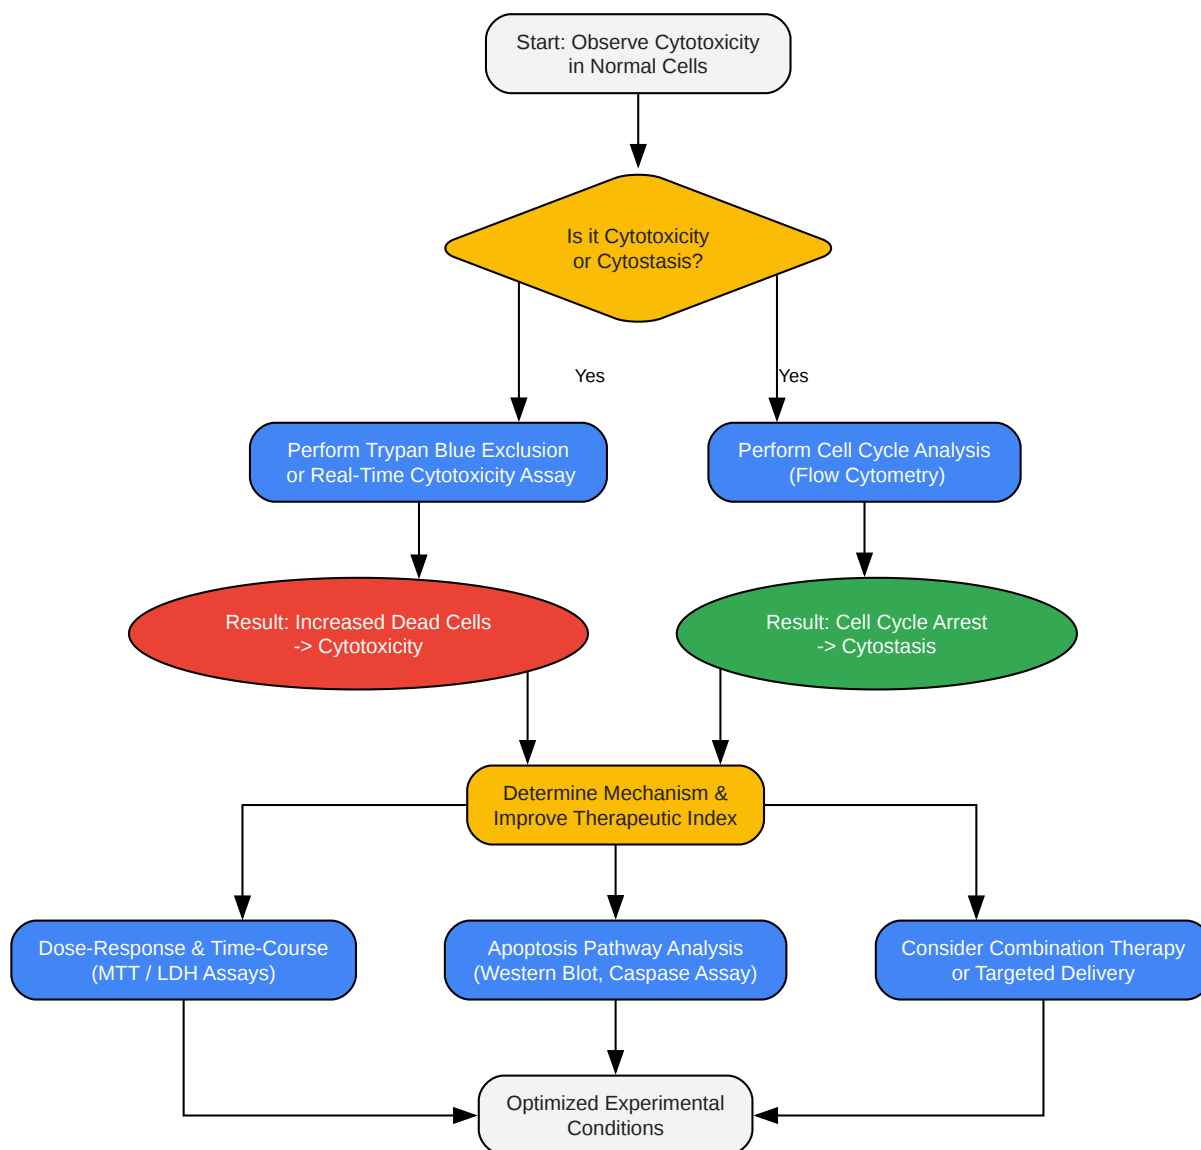 Start: Observe Cytotoxicity
in Normal Cells
Is it Cytotoxicity
or Cytostasis?
Yes
Yes
Perform Trypan Blue Exclusion
or Real-Time Cytotoxicity Assay
Perform Cell Cycle Analysis
(Flow Cytometry)
Result: Increased Dead Cells
-> Cytotoxicity
Result: Cell Cycle Arrest
-> Cytostasis
Determine Mechanism &
Improve Therapeutic Index
Dose-Response & Time-Course
(MTT / LDH Assays)
Apoptosis Pathway Analysis
(Western Blot, Caspase Assay)
Consider Combination Therapy
or Targeted Delivery
Optimized Experimental
Conditions